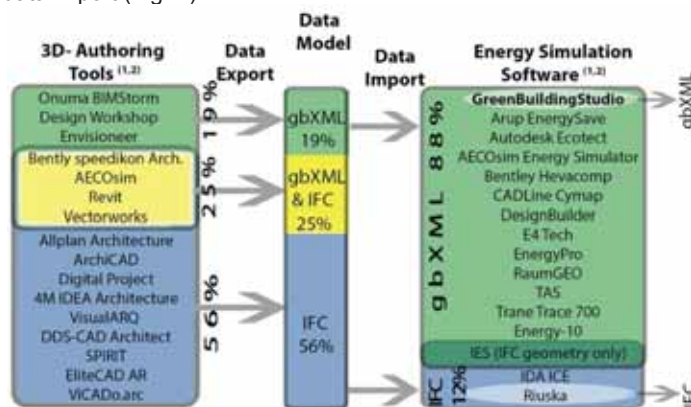 Data
3D- Authoring Data Model Data Energy Simulation
Tools (1,2) Export Import Software (1,2)
Onuma BIMStorm
Design Workshop
Envisioneer
19%
Bently speedikon Arch.
AECOsim
Revit
Vectorworks
25%
Allplan Architecture
ArchiCAD
Digital Project
4M IDEA Architecture
VisualARQ
DDS-CAD Architect
SPIRIT
EliteCAD AR
ViCADo.arc
56%
gbXML
19%
gbXML
& IFC
25%
IFC
56%
gbXML 88%
GreenBuildingStudio
Arup EnergySave
Autodesk Ecotect
AECOsim Energy Simulator
Bentley Hevacomp
CADLine Cymap
DesignBuilder
E4 Tech
EnergyPro
RaumGEO
TAS
Trane Trace 700
Energy-10
IES (IFC geometry only)
IFC
12%
IDA ICE
Riuska
gbXML
IFC